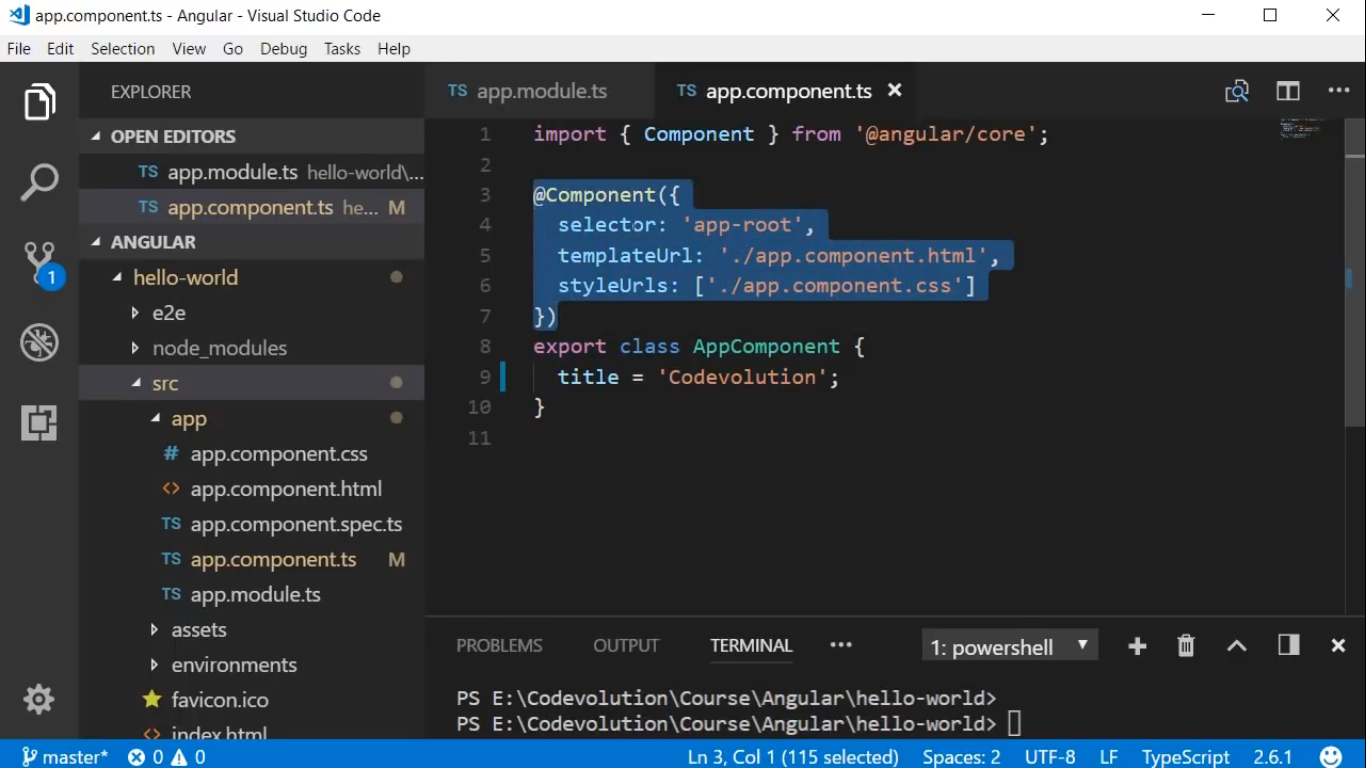 app.component.ts - Angular - Visual Studio Code
File Edit Selection View Go Debug Tasks Help
EXPLORER
OPEN EDITORS
TS app.module.ts hello-world\...
TS app.component.ts he... M
ANGULAR
hello-world
e2e
node_modules
src
app
# app.component.css
<> app.component.html
TS app.component.spec.ts
TS app.component.ts M
TS app.module.ts
assets
environments
favicon.ico
<> index.html
1
TS app.module.ts TS app.component.ts
1 import { Component } from '@angular/core';
2
3 @Component({
4 selector: 'app-root',
5 templateUrl: './app.component.html',
6 styleUrls: ['./app.component.css']
7 })
8 export class AppComponent {
9 title = 'Codevolution';
10 }
11
PROBLEMS OUTPUT TERMINAL ••• 1: powershell
PS E:\Codevolution\Course\Angular\hello-world>
PS E:\Codevolution\Course\Angular\hello-world>
master* 0 0 Ln 3, Col 1 (115 selected) Spaces: 2 UTF-8 LF TypeScript 2.6.1